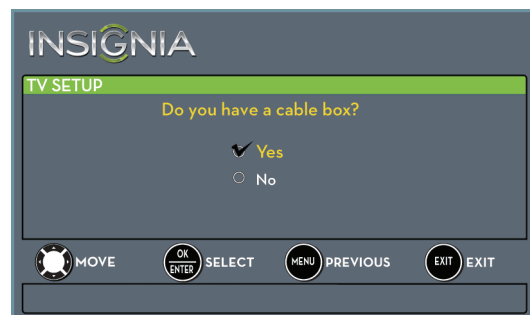 INSIGNIA
TV SETUP
Do you have a cable box?
Yes
No
MOVE OK ENTER SELECT MENU PREVIOUS EXIT EXIT